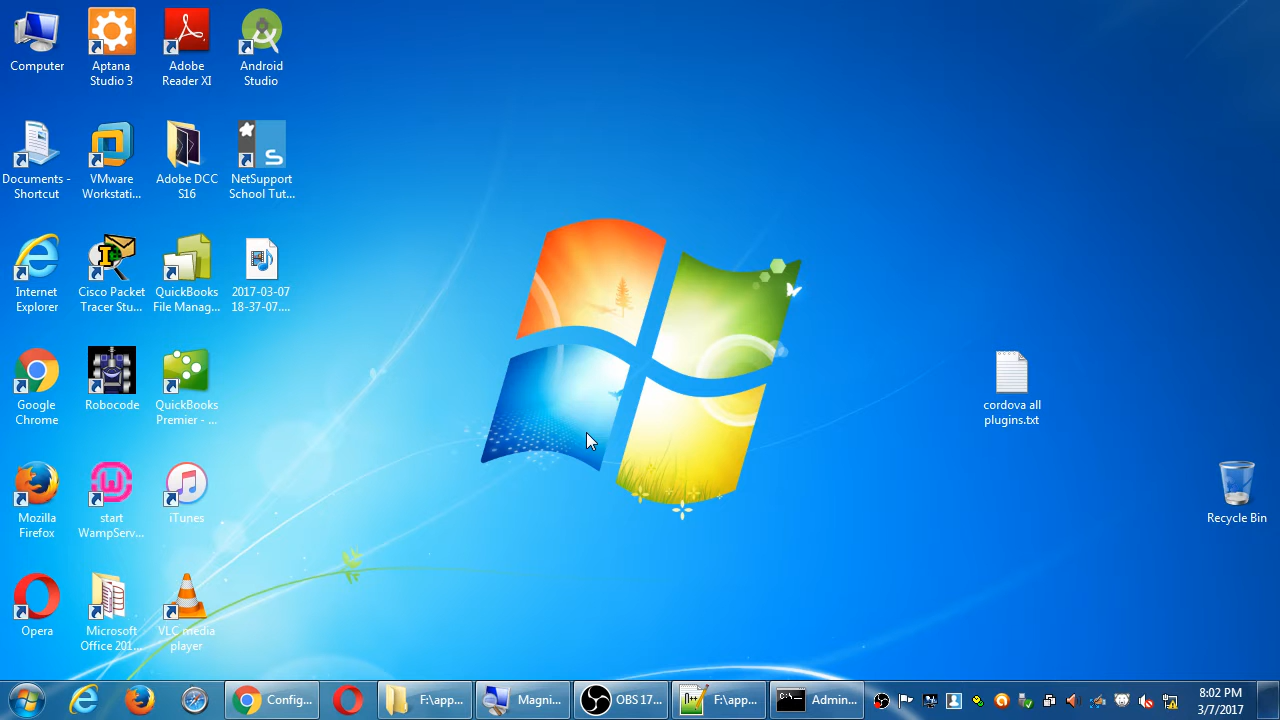 Computer
Aptana
Studio 3
Adobe
Reader XI
Android
Studio
Documents -
Shortcut
VMware
Workstati...
Adobe DCC
S16
NetSupport
School Tut...
Internet
Explorer
Cisco Packet
Tracer Stu...
QuickBooks
File Manag...
2017-03-07
18-37-07....
Google
Chrome
Robocode
QuickBooks
Premier - ...
cordova all
plugins.txt
Mozilla
Firefox
start
WampServ...
iTunes
Recycle Bin
Opera
Microsoft
Office 201...
VLC media
player
Config...
F:\app...
Magni...
OBS 17...
F:\app...
Admin...
8:02 PM
3/7/2017